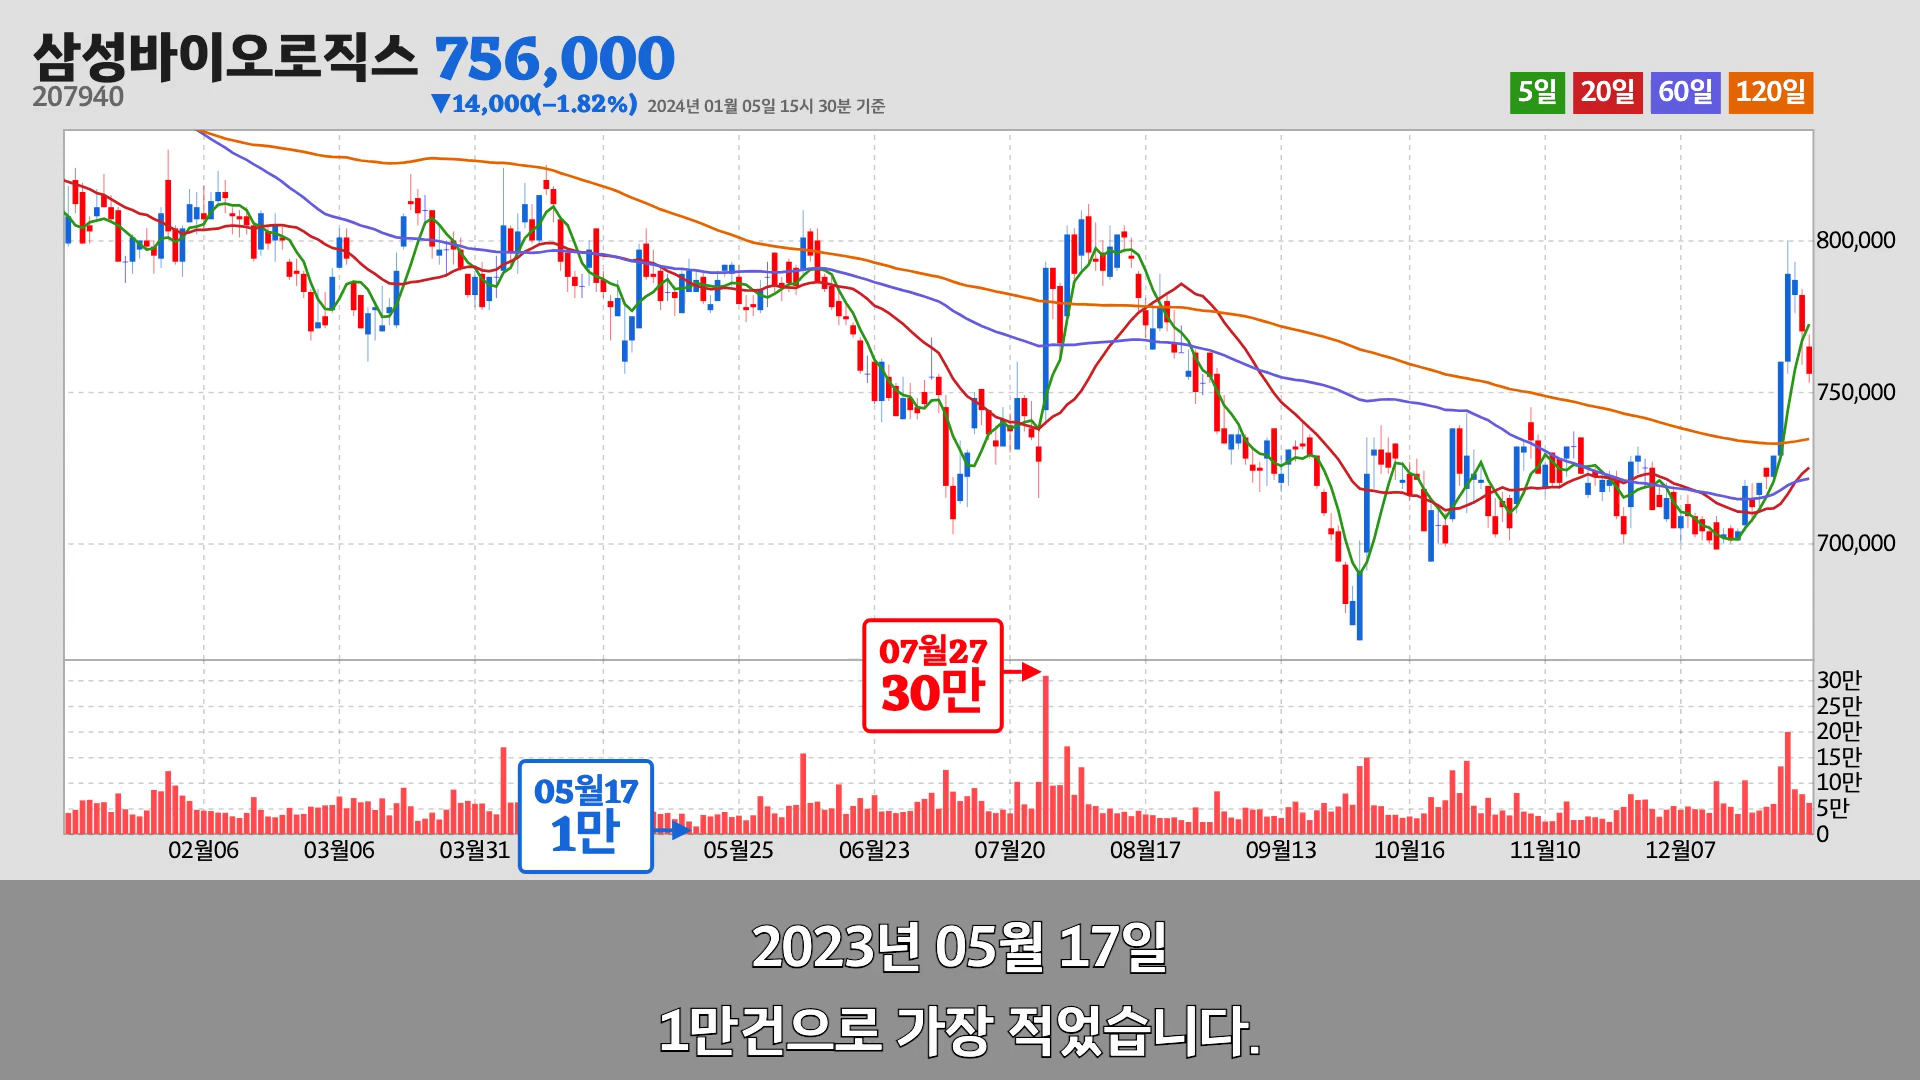 삼성바이오로직스 756,000
207940
▼14,000(−1.82%) 2024년 01월 05일 15시 30분 기준
5일 20일 60일 120일
800,000
750,000
700,000
07월27
30만
30만
25만
20만
15만
10만
5만
0
05월17
1만
02월06 03월06 03월31 05월25 06월23 07월20 08월17 09월13 10월16 11월10 12월07
2023년 05월 17일
1만건으로 가장 적었습니다.